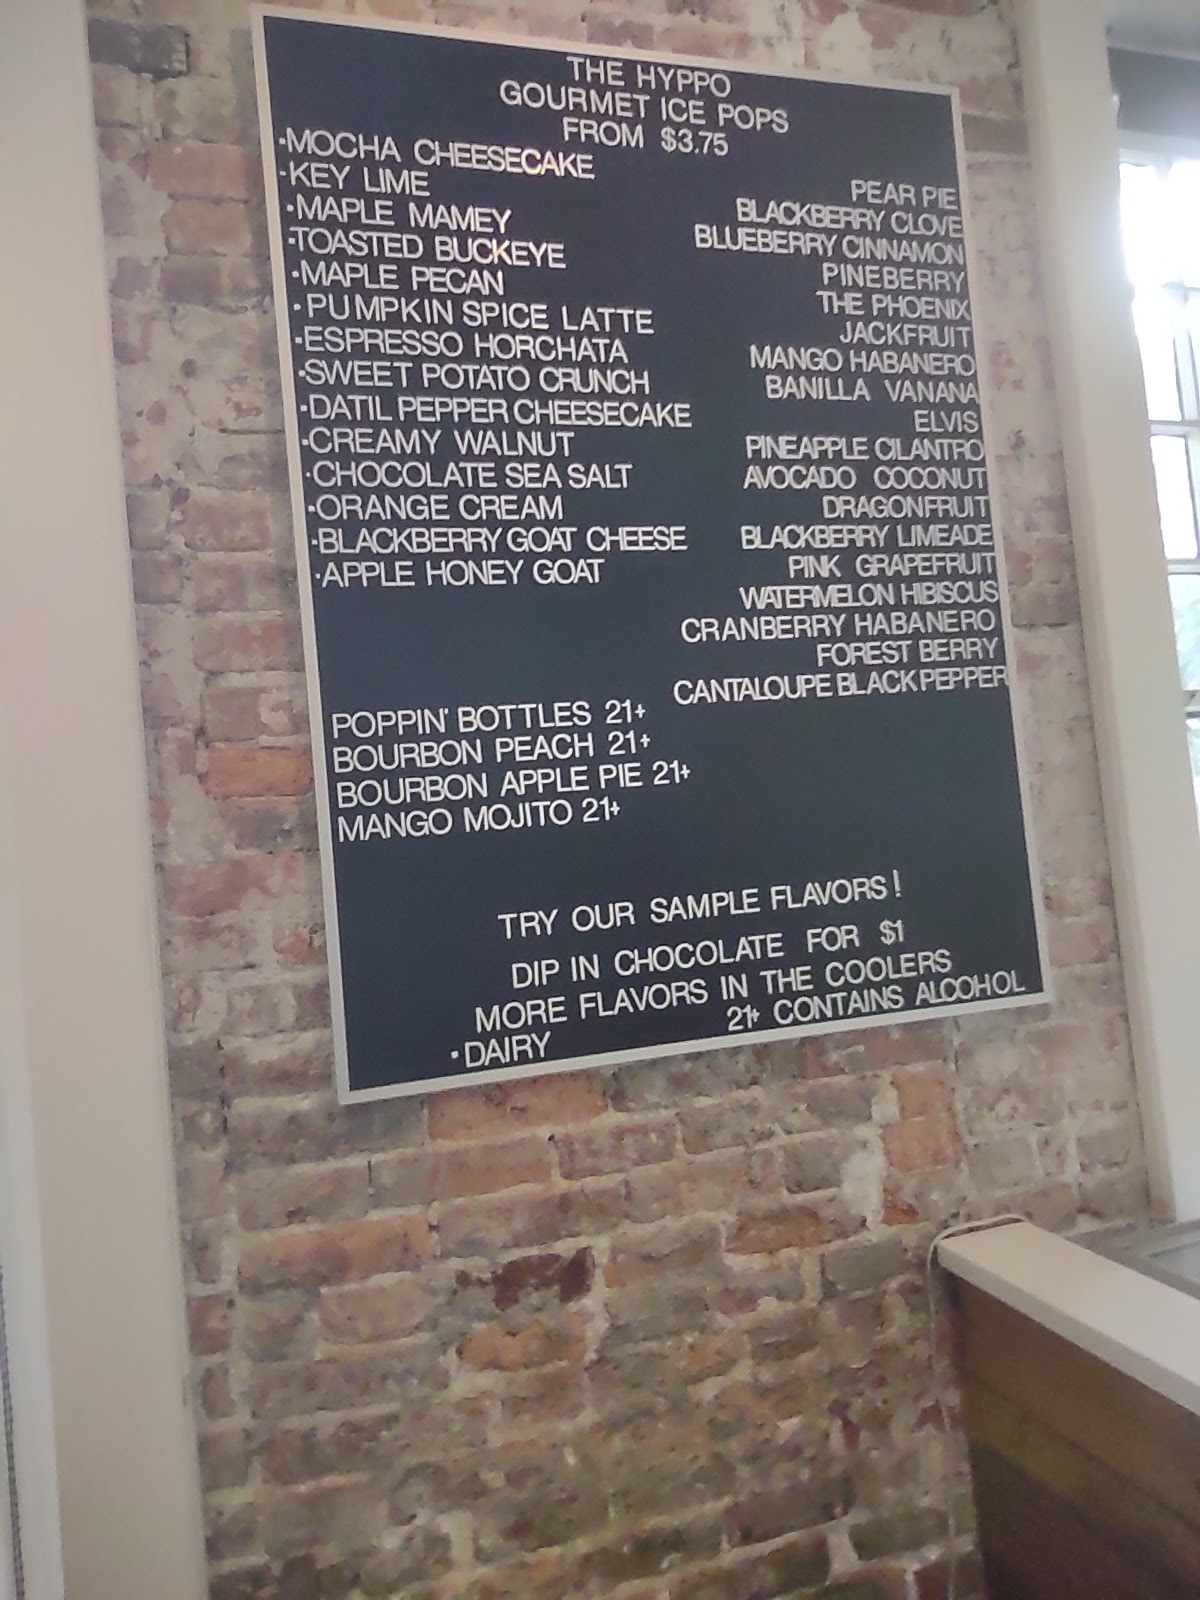 THE HYPPO
GOURMET ICE POPS
FROM $3.75
·MOCHA CHEESECAKE
·KEY LIME
·MAPLE MAMEY
·TOASTED BUCKEYE
·MAPLE PECAN
·PUMPKIN SPICE LATTE
·ESPRESSO HORCHATA
·SWEET POTATO CRUNCH
·DATIL PEPPER CHEESECAKE
·CREAMY WALNUT
·CHOCOLATE SEA SALT
·ORANGE CREAM
·BLACKBERRY GOAT CHEESE
·APPLE HONEY GOAT
PEAR PIE
BLACKBERRY CLOVE
BLUEBERRY CINNAMON
PINEBERRY
THE PHOENIX
JACKFRUIT
MANGO HABANERO
BANILLA VANANA
ELVIS
PINEAPPLE CILANTRO
AVOCADO COCONUT
DRAGONFRUIT
BLACKBERRY LIMEADE
PINK GRAPEFRUIT
WATERMELON HIBISCUS
CRANBERRY HABANERO
FOREST BERRY
CANTALOUPE BLACK PEPPER
POPPIN' BOTTLES 21+
BOURBON PEACH 21+
BOURBON APPLE PIE 21+
MANGO MOJITO 21+
TRY OUR SAMPLE FLAVORS!
DIP IN CHOCOLATE FOR $1
MORE FLAVORS IN THE COOLERS
21+ CONTAINS ALCOHOL
·DAIRY